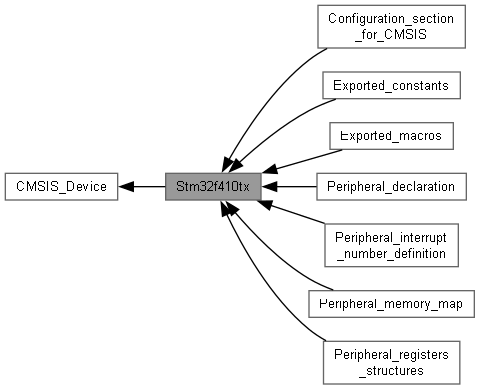 Configuration_section
_for_CMSIS
Exported_constants
Exported_macros
CMSIS_Device
Stm32f410tx
Peripheral_declaration
Peripheral_interrupt
_number_definition
Peripheral_memory_map
Peripheral_registers
_structures